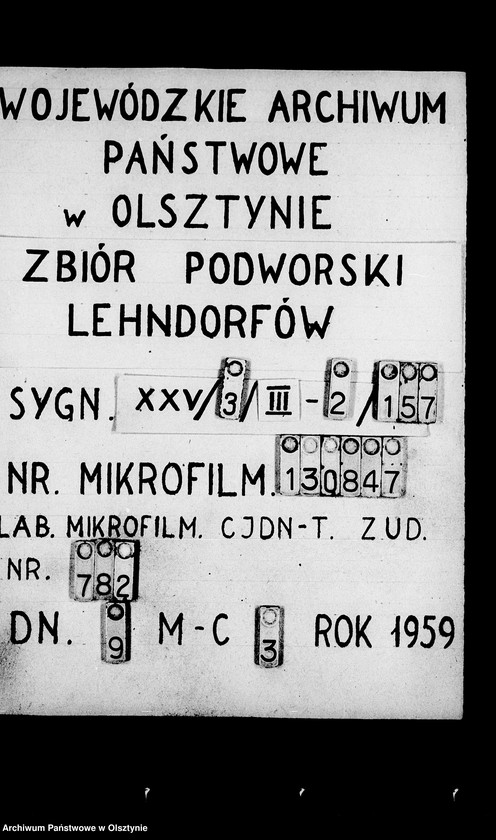 WOJEWÓDZKIE ARCHIWUM
PAŃSTWOWE
w OLSZTYNIE
ZBIÓR PODWORSKI
LEHNDORFÓW
SYGN. XXV/3/III-2/157
NR. MIKROFILM. 130847
LAB. MIKROFILM. CJDN-T. ZUD.
NR. 782
DN. 9 M-C 3 ROK 1959
Archiwum Państwowe w Olsztynie